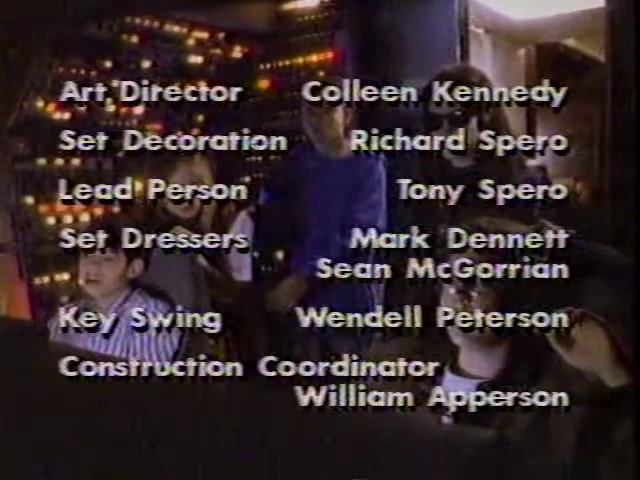 Art Director Colleen Kennedy
Set Decoration Richard Spero
Lead Person Tony Spero
Set Dressers Mark Dennett
Sean McGorrian
Key Swing Wendell Peterson
Construction Coordinator
William Apperson